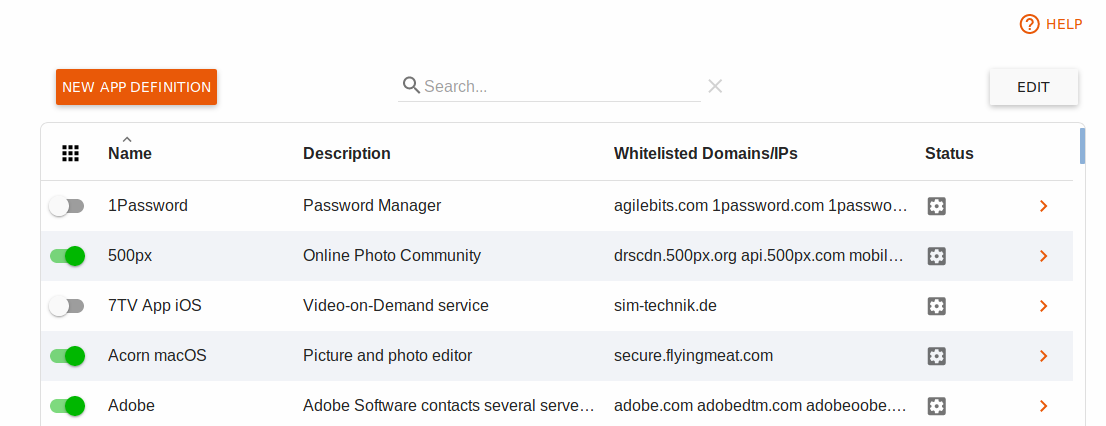 HELP
NEW APP DEFINITION Search... EDIT
Name Description Whitelisted Domains/IPs Status
1Password Password Manager agilebits.com 1password.com 1passwo...
500px Online Photo Community drscdn.500px.org api.500px.com mobil...
7TV App iOS Video-on-Demand service sim-technik.de
Acorn macOS Picture and photo editor secure.flyingmeat.com
Adobe Adobe Software contacts several serve... adobe.com adobedtm.com adobeoobe....